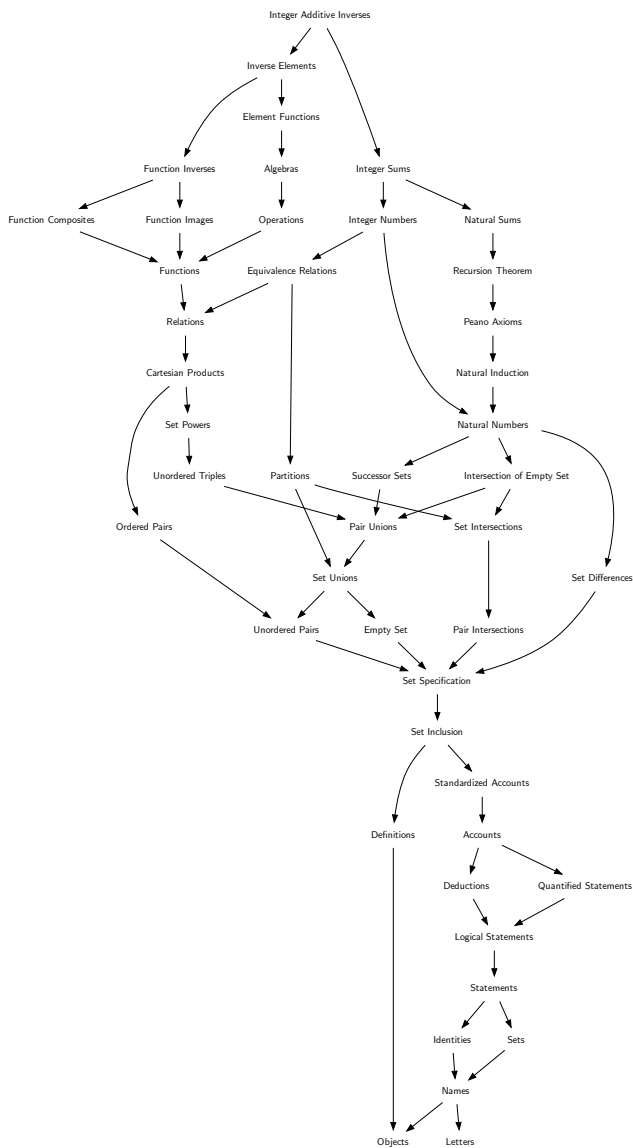 Integer Additive Inverses
Inverse Elements
Element Functions
Function Inverses
Algebras
Integer Sums
Function Composites
Function Images
Operations
Integer Numbers
Natural Sums
Functions
Equivalence Relations
Recursion Theorem
Relations
Peano Axioms
Cartesian Products
Natural Induction
Set Powers
Natural Numbers
Unordered Triples
Partitions
Successor Sets
Intersection of Empty Set
Ordered Pairs
Pair Unions
Set Intersections
Set Unions
Set Differences
Unordered Pairs
Empty Set
Pair Intersections
Set Specification
Set Inclusion
Standardized Accounts
Definitions
Accounts
Deductions
Quantified Statements
Logical Statements
Statements
Identities
Sets
Names
Objects
Letters